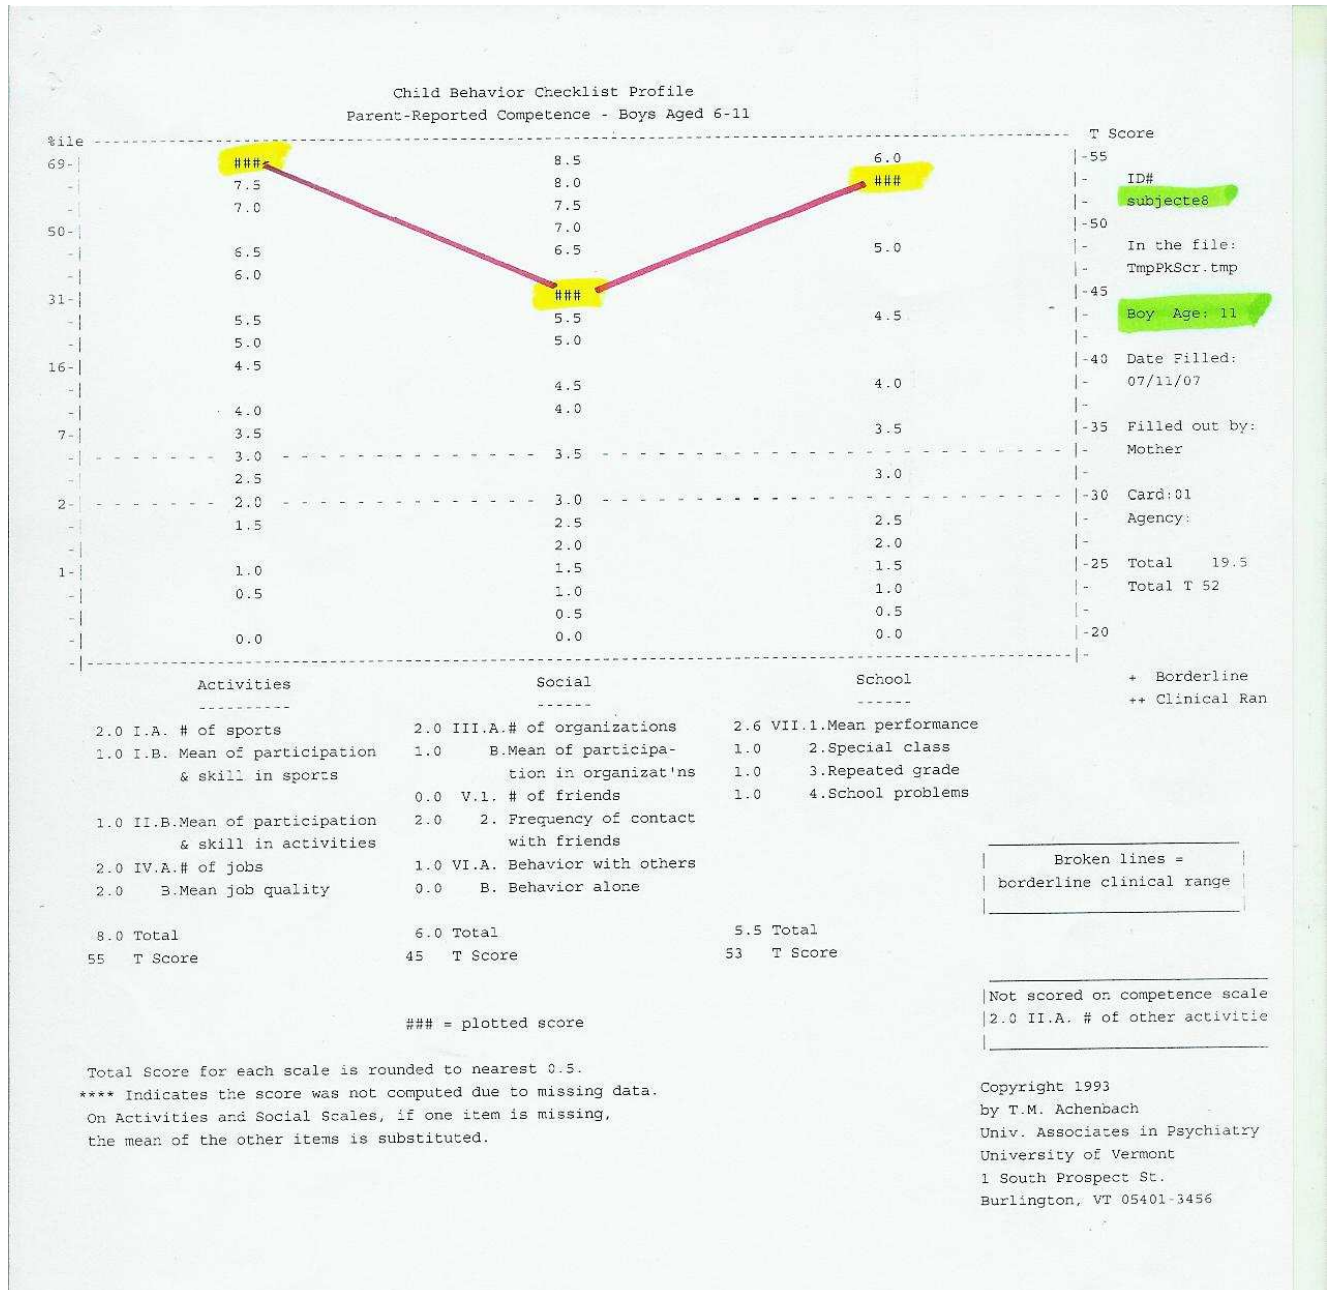 Child Behavior Checklist Profile
Parent-Reported Competence - Boys Aged 6-11
%ile T Score
69- ### 8.5 6.0 -55
7.5 8.0 ### ID#
7.0 7.5 subjecte8
50- 7.0 -50
6.5 6.5 5.0 In the file:
6.0 TmpPkScr.tmp
31- ### -45
5.5 5.5 4.5 Boy Age: 11
5.0 5.0
16- 4.5 -40 Date Filled:
4.5 4.0 07/11/07
4.0 4.0
7- 3.5 3.5 -35 Filled out by:
3.0 3.5 Mother
2.5 3.0
2- 2.0 3.0 -30 Card:01
1.5 2.5 2.5 Agency:
2.0 2.0
1- 1.0 1.5 1.5 -25 Total 19.5
0.5 1.0 1.0 Total T 52
0.5 0.5
0.0 0.0 0.0 -20
Activities Social School + Borderline
++ Clinical Ran
2.0 I.A. # of sports 2.0 III.A.# of organizations 2.6 VII.1.Mean performance
1.0 I.B. Mean of participation 1.0 B.Mean of participa- 1.0 2.Special class
& skill in sports tion in organizat'ns 1.0 3.Repeated grade
0.0 V.1. # of friends 1.0 4.School problems
1.0 II.B.Mean of participation 2.0 2. Frequency of contact
& skill in activities with friends
2.0 IV.A.# of jobs 1.0 VI.A. Behavior with others
2.0 B.Mean job quality 0.0 B. Behavior alone
Broken lines =
borderline clinical range
8.0 Total 6.0 Total 5.5 Total
55 T Score 45 T Score 53 T Score
Not scored on competence scale
2.0 II.A. # of other activitie
### = plotted score
Total Score for each scale is rounded to nearest 0.5.
**** Indicates the score was not computed due to missing data.
On Activities and Social Scales, if one item is missing,
the mean of the other items is substituted.
Copyright 1993
by T.M. Achenbach
Univ. Associates in Psychiatry
University of Vermont
1 South Prospect St.
Burlington, VT 05401-3456